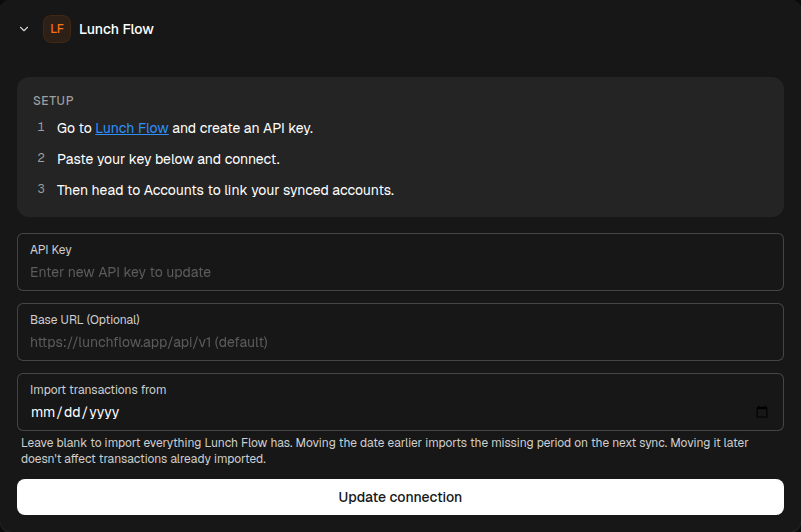 LF Lunch Flow
SETUP
1 Go to Lunch Flow and create an API key.
2 Paste your key below and connect.
3 Then head to Accounts to link your synced accounts.
API Key
Enter new API key to update
Base URL (Optional)
https://lunchflow.app/api/v1 (default)
Import transactions from
mm/dd/yyyy
Leave blank to import everything Lunch Flow has. Moving the date earlier imports the missing period on the next sync. Moving it later
doesn't affect transactions already imported.
Update connection